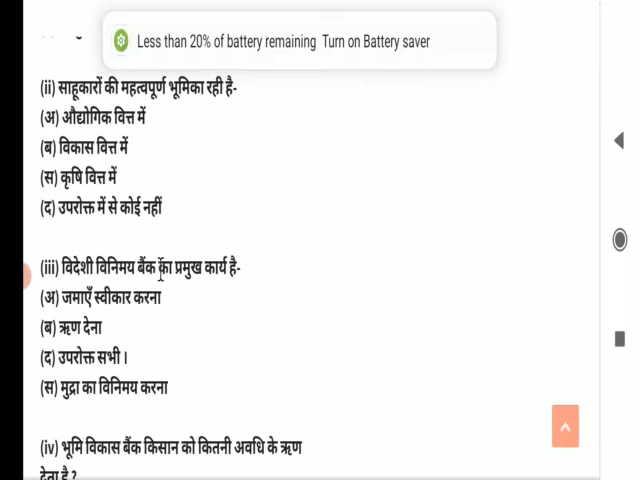 Less than 20% of battery remaining Turn on Battery saver
(ii) साहूकारों की महत्वपूर्ण भूमिका रही है-
(अ) औद्योगिक वित्त में
(ब) विकास वित्त में
(स) कृषि वित्त में
(द) उपरोक्त में से कोई नहीं
(iii) विदेशी विनिमय बैंक का प्रमुख कार्य है-
(अ) जमाएँ स्वीकार करना
(ब) ऋण देना
(द) उपरोक्त सभी।
(स) मुद्रा का विनिमय करना
(iv) भूमि विकास बैंक किसान को कितनी अवधि के ऋण
देता है ?